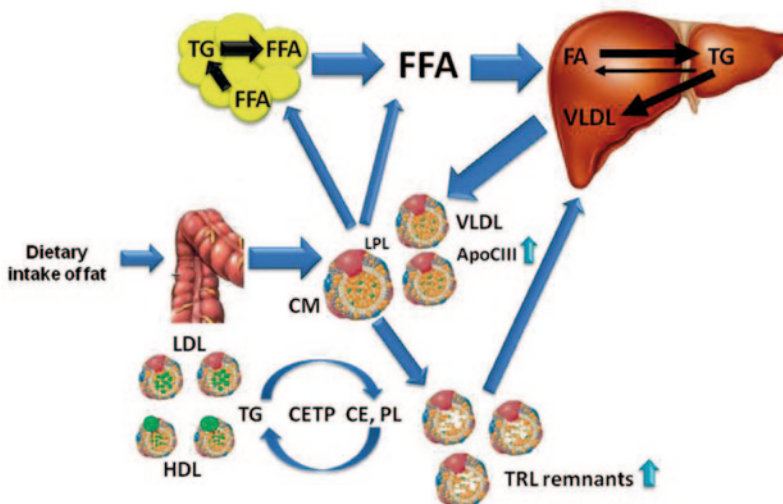 TG FFA
FFA
FFA
FA TG
VLDL
VLDL
ApoCIII
LPL
CM
Dietary
intake of fat
LDL
TG CETP CE, PL
HDL
TRL remnants